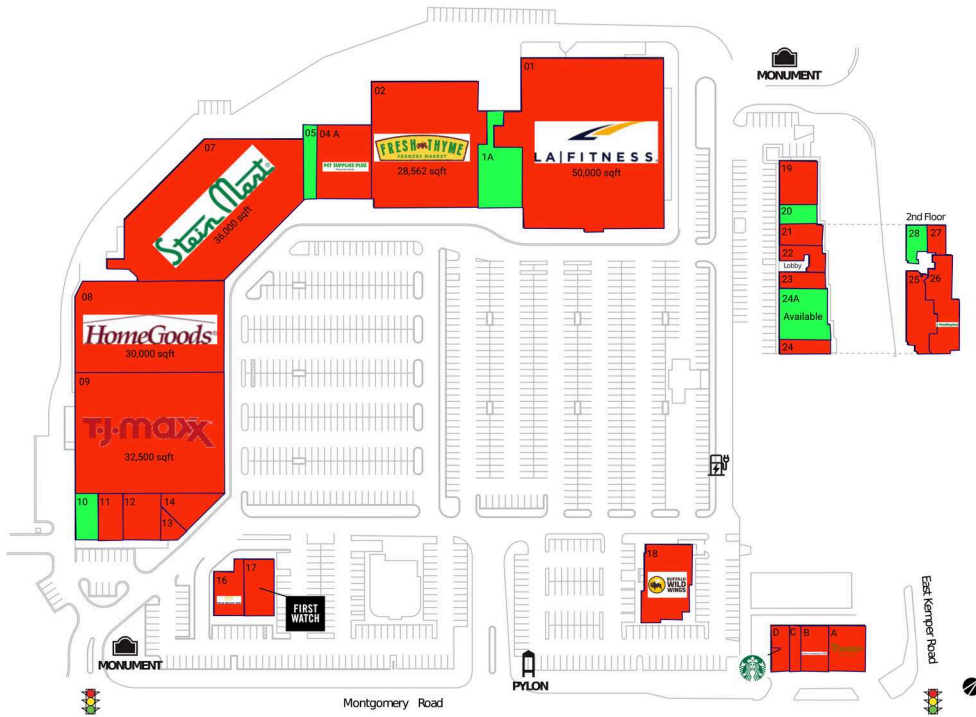 MONUMENT
01
LA|FITNESS.
50,000 sqft
02
FRESH THYME
FARMERS MARKET
28,562 sqft
1A
05
04 A
PET SUPPLIES PLUS
07
Stein Mart
36,000 sqft
08
HomeGoods
30,000 sqft
09
T.J.maxx
32,500 sqft
10
11
12
14
13
19
20
21
22
Lobby
23
24A
Available
24
2nd Floor
28
27
25
26
16
17
FIRST
WATCH
18
BUFFALO
WILD
WINGS
D
C
B
A
East Kemper Road
MONUMENT
PYLON
Montgomery Road